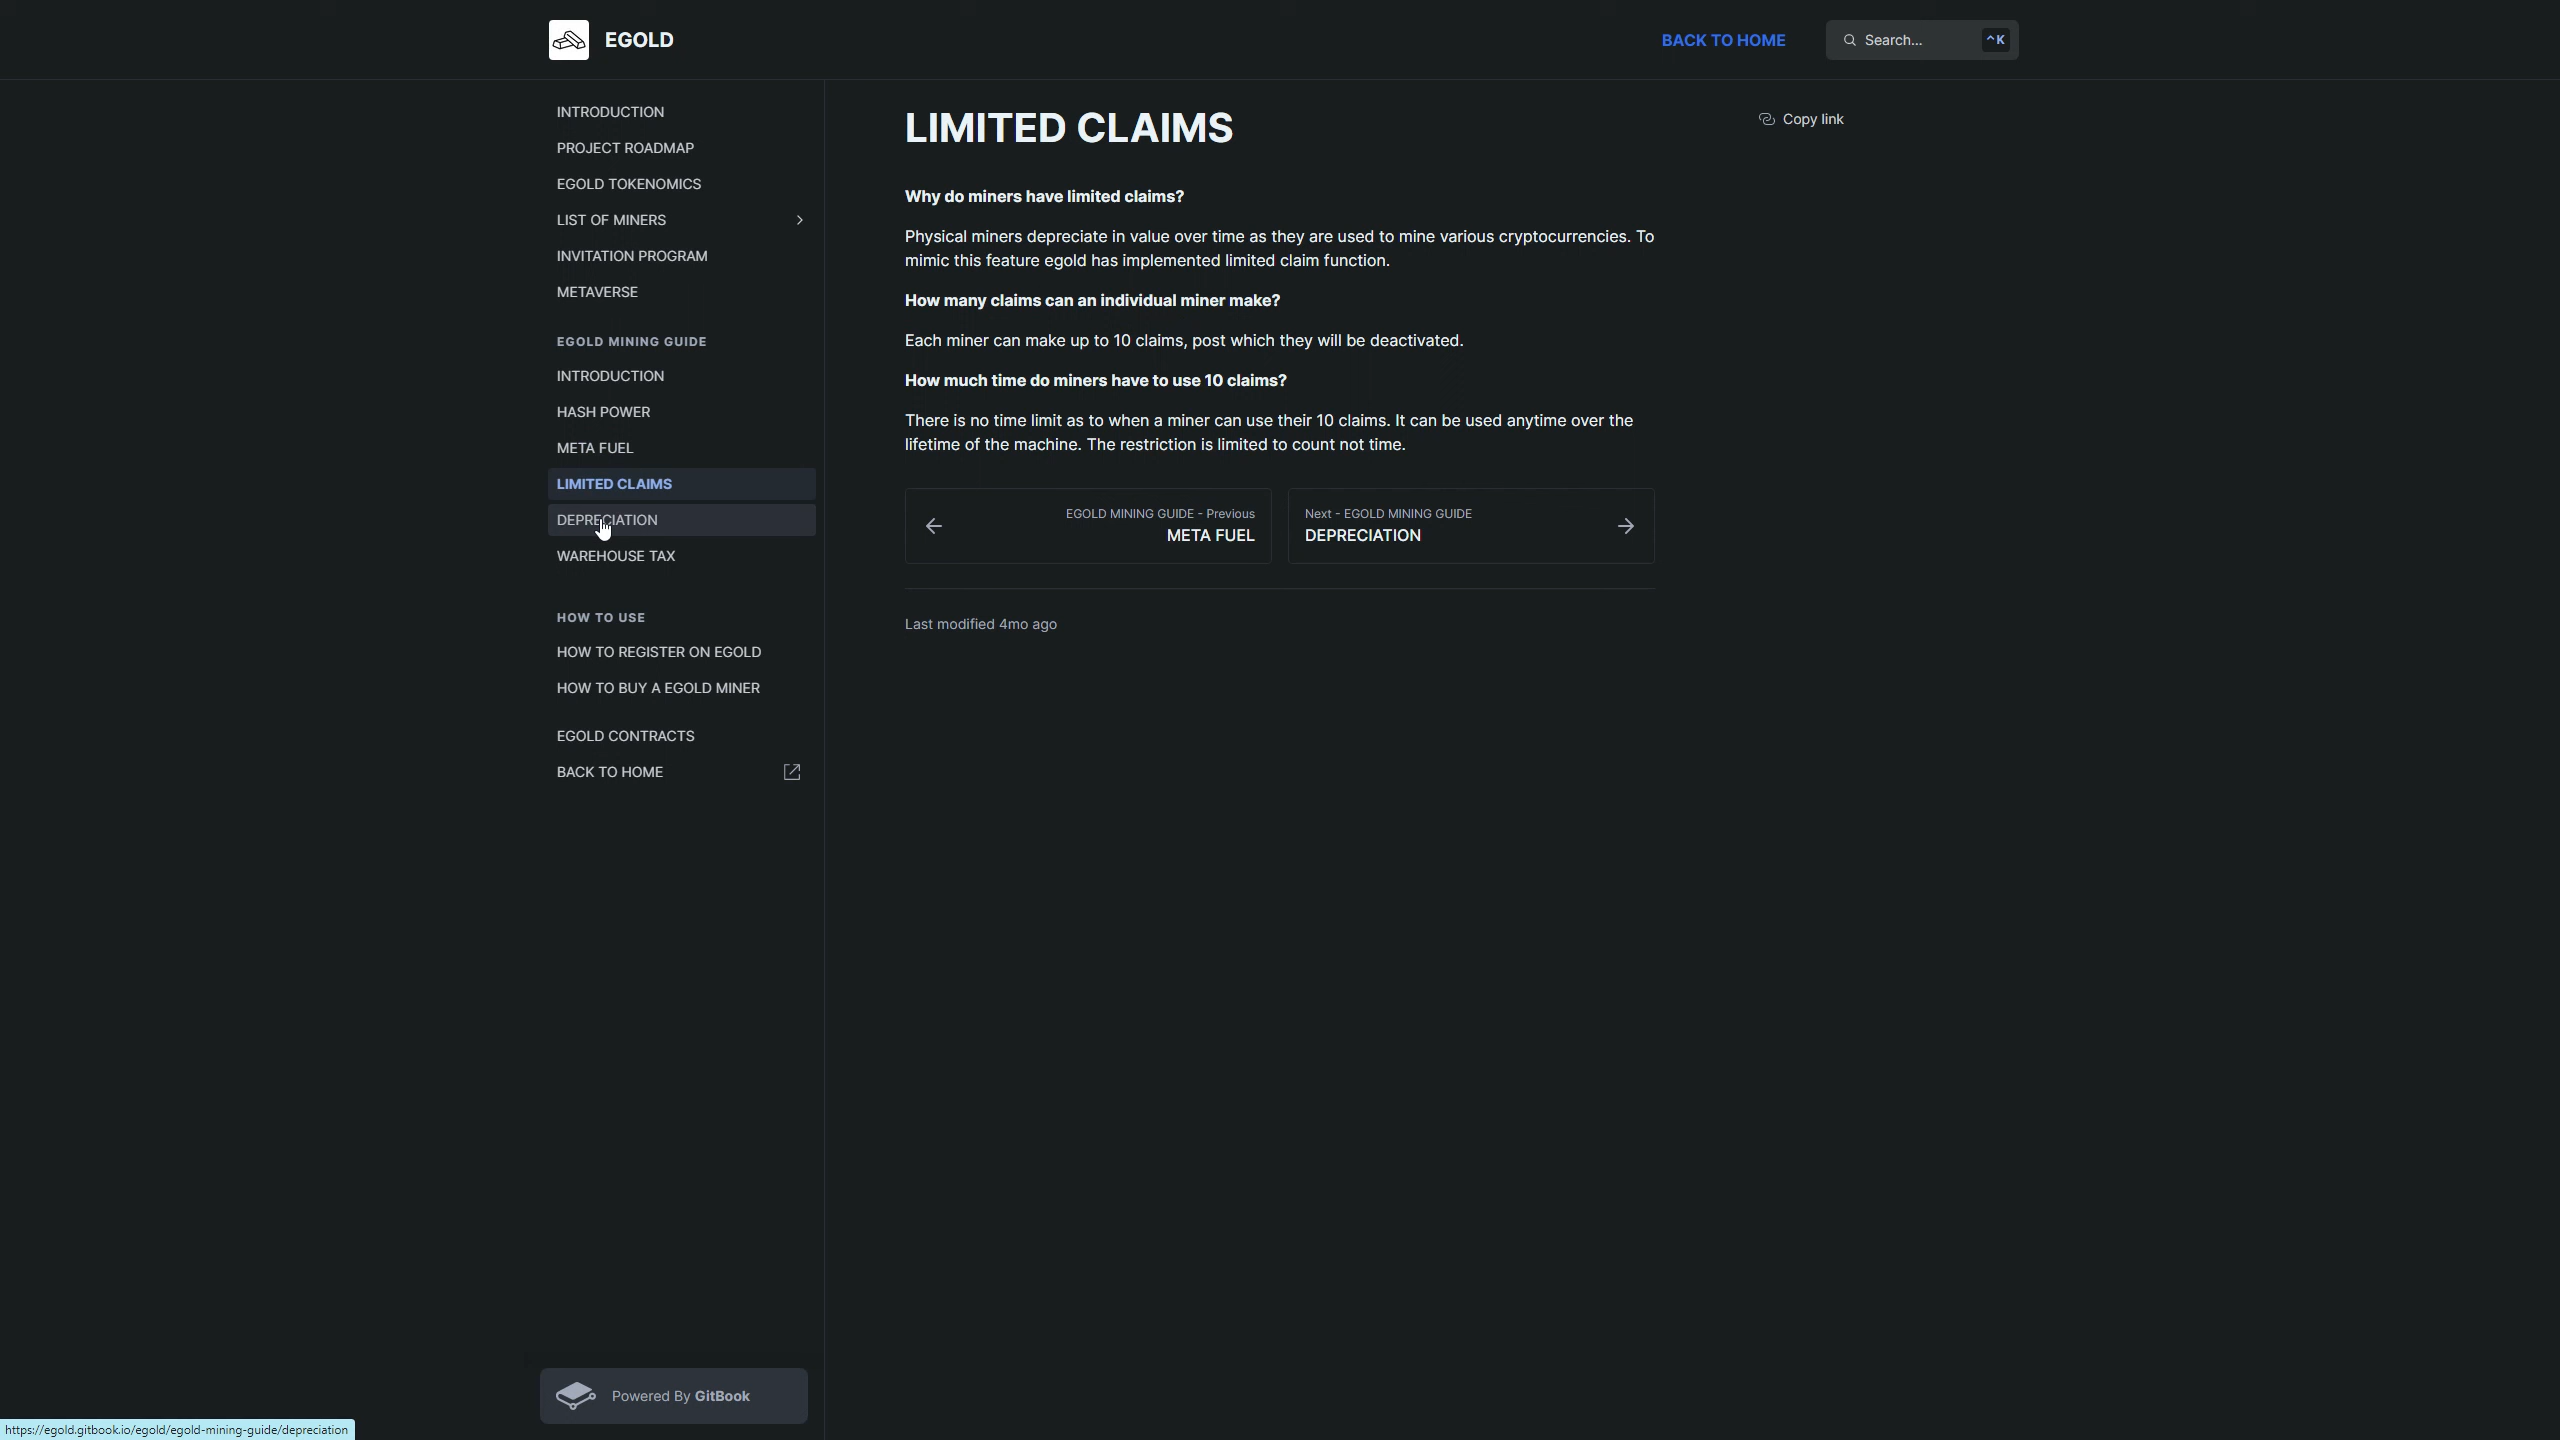 EGOLD
BACK TO HOME
Search...
^K
INTRODUCTION
PROJECT ROADMAP
EGOLD TOKENOMICS
LIST OF MINERS
INVITATION PROGRAM
METAVERSE
EGOLD MINING GUIDE
INTRODUCTION
HASH POWER
META FUEL
LIMITED CLAIMS
DEPRECIATION
WAREHOUSE TAX
HOW TO USE
HOW TO REGISTER ON EGOLD
HOW TO BUY A EGOLD MINER
EGOLD CONTRACTS
BACK TO HOME
LIMITED CLAIMS
Copy link
Why do miners have limited claims?
Physical miners depreciate in value over time as they are used to mine various cryptocurrencies. To
mimic this feature egold has implemented limited claim function.
How many claims can an individual miner make?
Each miner can make up to 10 claims, post which they will be deactivated.
How much time do miners have to use 10 claims?
There is no time limit as to when a miner can use their 10 claims. It can be used anytime over the
lifetime of the machine. The restriction is limited to count not time.
EGOLD MINING GUIDE - Previous
META FUEL
Next - EGOLD MINING GUIDE
DEPRECIATION
Last modified 4mo ago
Powered By GitBook
https://egold.gitbook.io/egold/egold-mining-guide/depreciation